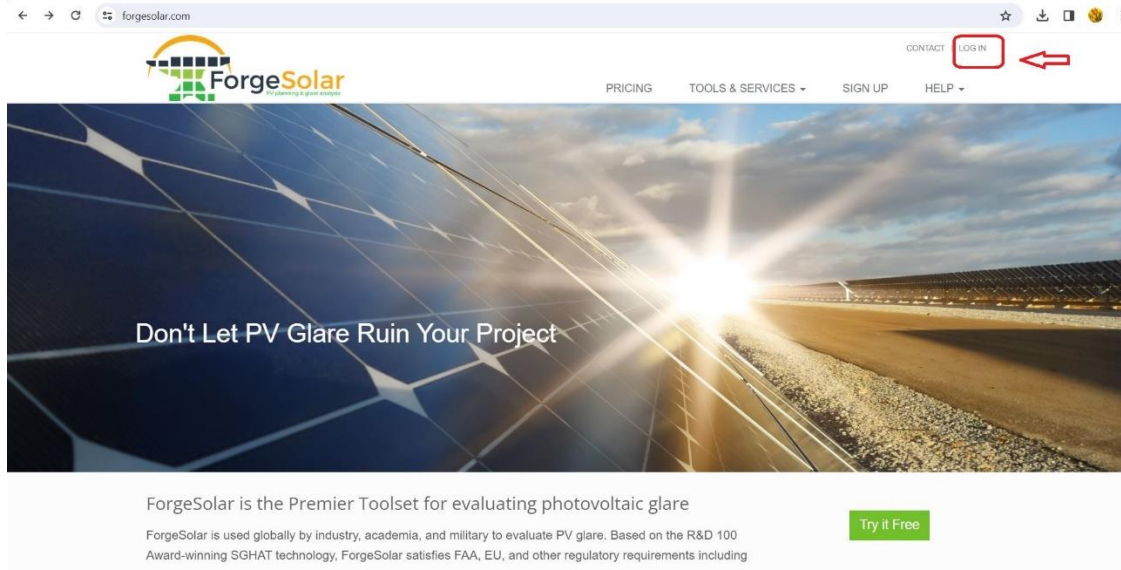 forgesolar.com
CONTACT | LOG IN
ForgeSolar
PV planning & glare analysis
PRICING TOOLS & SERVICES SIGN UP HELP
Don't Let PV Glare Ruin Your Project
ForgeSolar is the Premier Toolset for evaluating photovoltaic glare
ForgeSolar is used globally by industry, academia, and military to evaluate PV glare. Based on the R&D 100
Award-winning SGHAT technology, ForgeSolar satisfies FAA, EU, and other regulatory requirements including
Try it Free